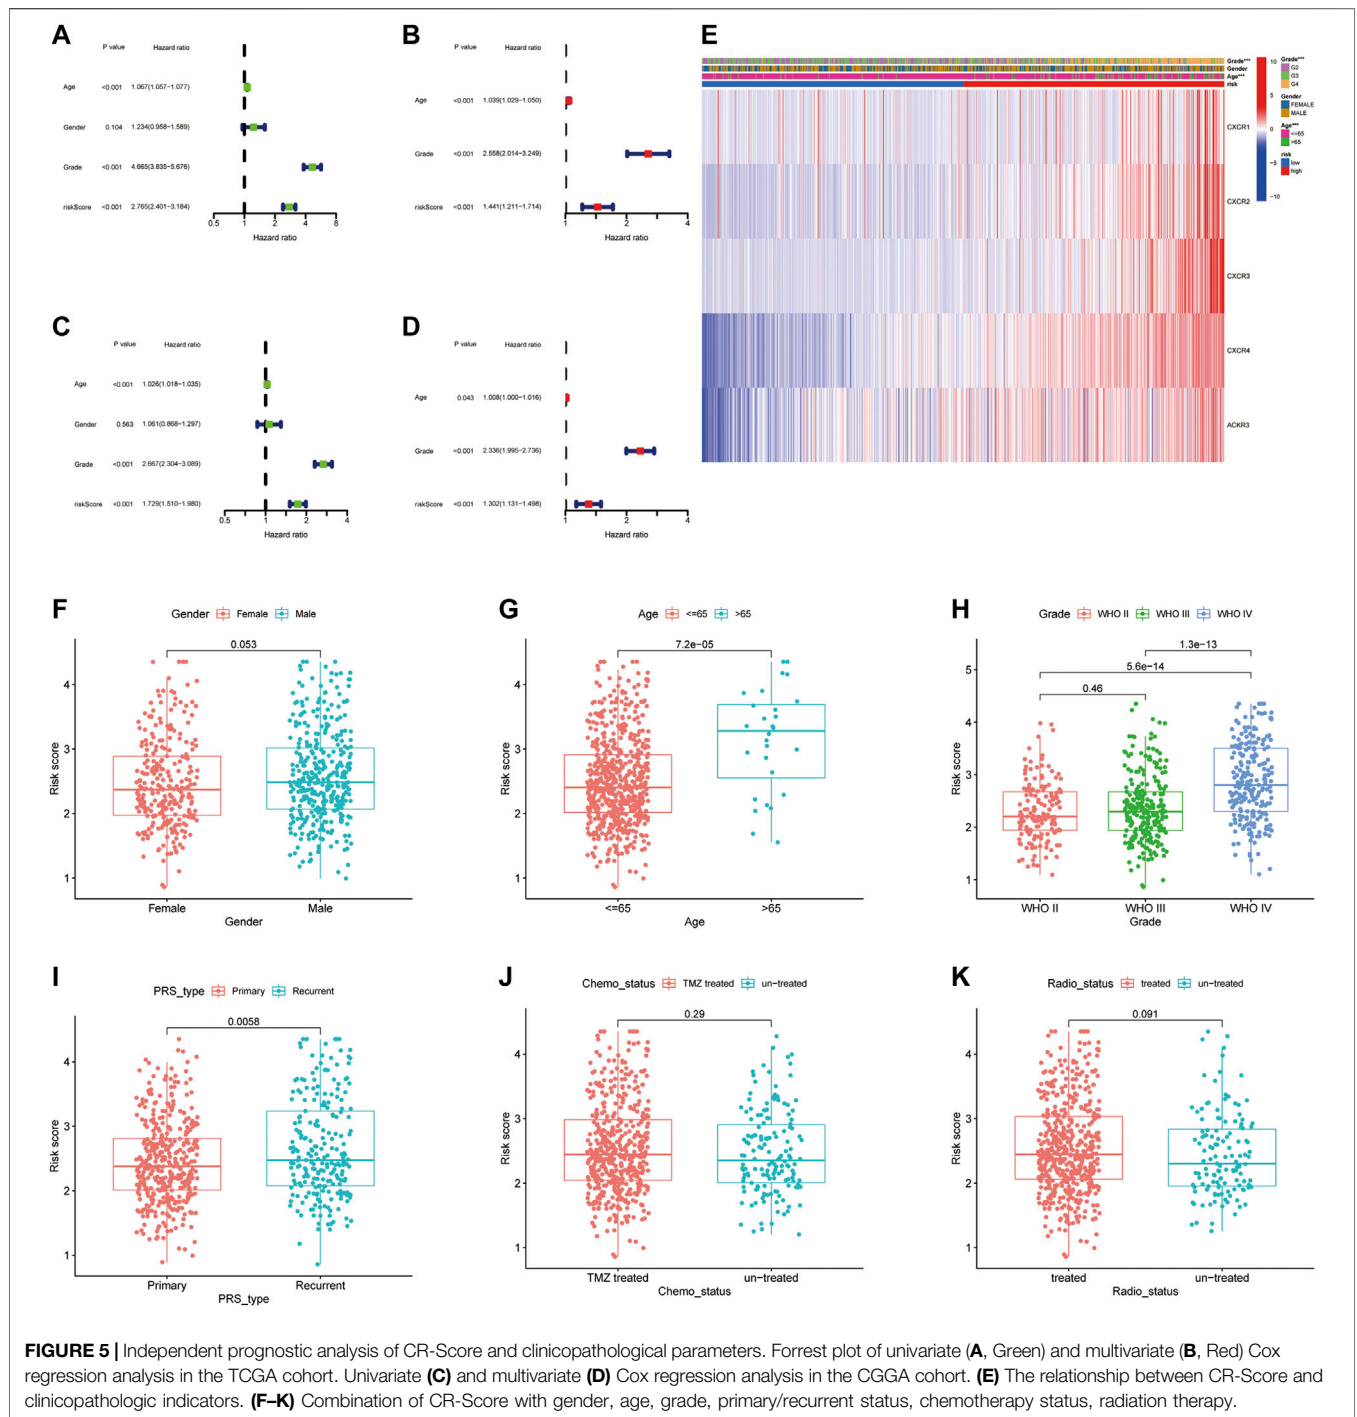 A
P value Hazard ratio
Age <0.001 1.067(1.057−1.077)
Gender 0.104 1.234(0.958−1.589)
Grade <0.001 4.665(3.835−5.676)
riskScore <0.001 2.765(2.401−3.184)
0.5 1 2 4 8
Hazard ratio
B
P value Hazard ratio
Age <0.001 1.039(1.029−1.050)
Grade <0.001 2.558(2.014−3.249)
riskScore <0.001 1.441(1.211−1.714)
1 2 4
Hazard ratio
C
P value Hazard ratio
Age <0.001 1.026(1.018−1.035)
Gender 0.563 1.061(0.868−1.297)
Grade <0.001 2.667(2.304−3.089)
riskScore <0.001 1.729(1.510−1.980)
0.5 1 2 4
Hazard ratio
D
P value Hazard ratio
Age 0.043 1.008(1.000−1.016)
Grade <0.001 2.336(1.995−2.736)
riskScore <0.001 1.302(1.131−1.498)
1 2 4
Hazard ratio
E
Grade***
Gender
Age***
risk
CXCR1
CXCR2
CXCR3
CXCR4
ACKR3
10
5
0
−5
−10
Grade***
G2
G3
G4
Gender
FEMALE
MALE
Age***
<=65
>65
risk
low
high
F
Gender Female Male
0.053
4
3
2
1
Risk score
Female Male
Gender
G
Age <=65 >65
7.2e−05
4
3
2
1
Risk score
<=65 >65
Age
H
Grade WHO II WHO III WHO IV
1.3e−13
5.6e−14
0.46
5
4
3
2
1
Risk score
WHO II WHO III WHO IV
Grade
I
PRS_type Primary Recurrent
0.0058
4
3
2
1
Risk score
Primary Recurrent
PRS_type
J
Chemo_status TMZ treated un−treated
0.29
4
3
2
1
Risk score
TMZ treated un−treated
Chemo_status
K
Radio_status treated un−treated
0.091
4
3
2
1
Risk score
treated un−treated
Radio_status
FIGURE 5 | Independent prognostic analysis of CR-Score and clinicopathological parameters. Forrest plot of univariate (A, Green) and multivariate (B, Red) Cox
regression analysis in the TCGA cohort. Univariate (C) and multivariate (D) Cox regression analysis in the CGGA cohort. (E) The relationship between CR-Score and
clinicopathologic indicators. (F–K) Combination of CR-Score with gender, age, grade, primary/recurrent status, chemotherapy status, radiation therapy.